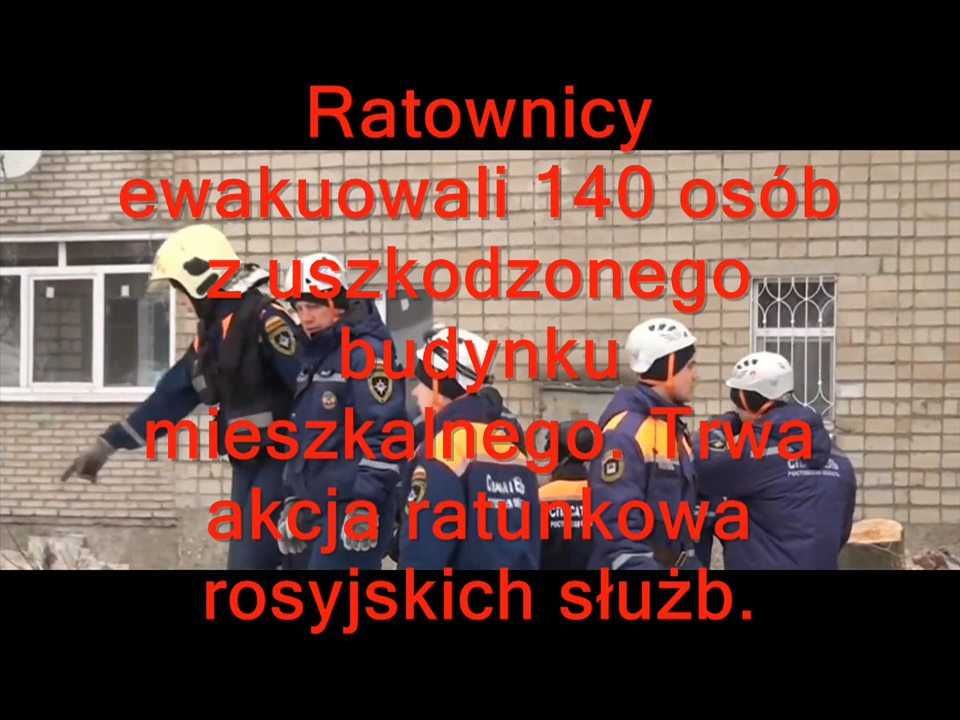 Ratownicy
ewakuowali 140 osób
z uszkodzonego
budynku
mieszkalnego. Trwa
akcja ratunkowa
rosyjskich służb.